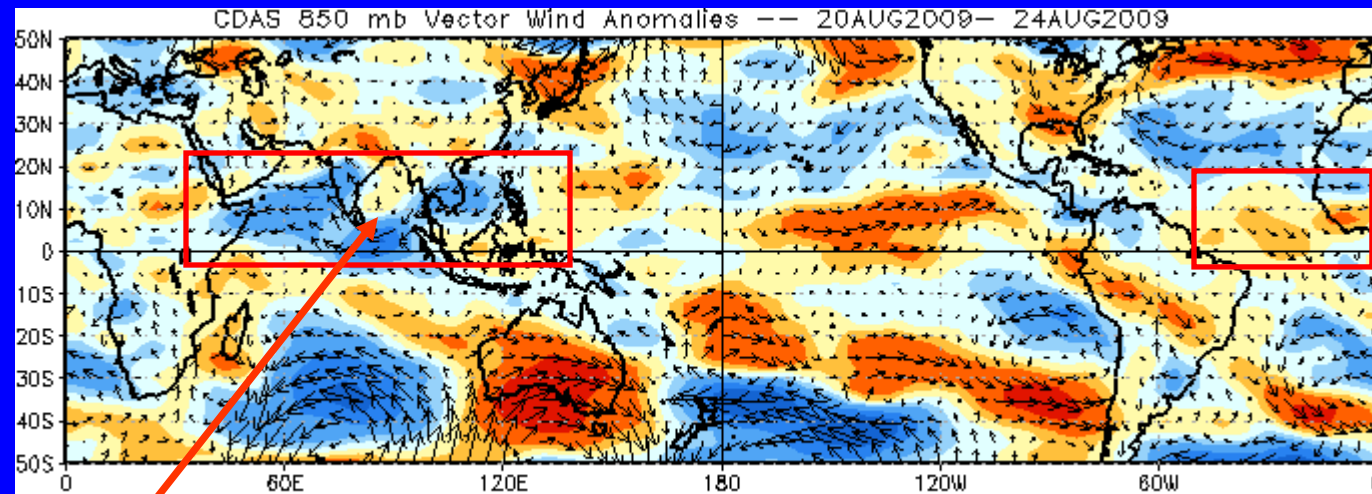 CDAS 850 mb Vector Wind Anomalies -- 20AUG2009- 24AUG2009
50N
40N
30N
20N
10N
0
10S
20S
30S
40S
50S
0 60E 120E 180 120W 60W